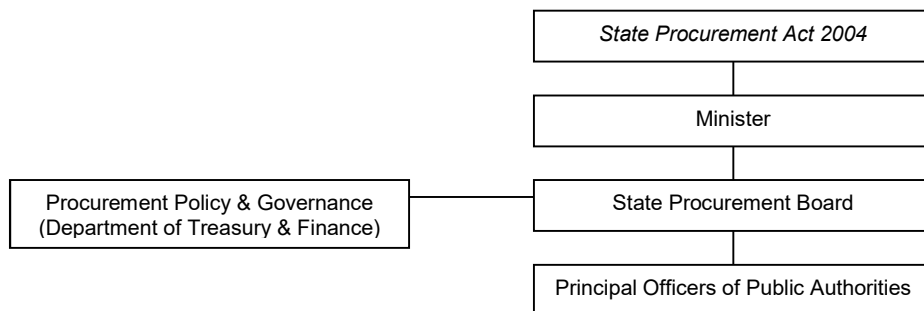 State Procurement Act 2004
Minister
Procurement Policy & Governance
(Department of Treasury & Finance)
State Procurement Board
Principal Officers of Public Authorities